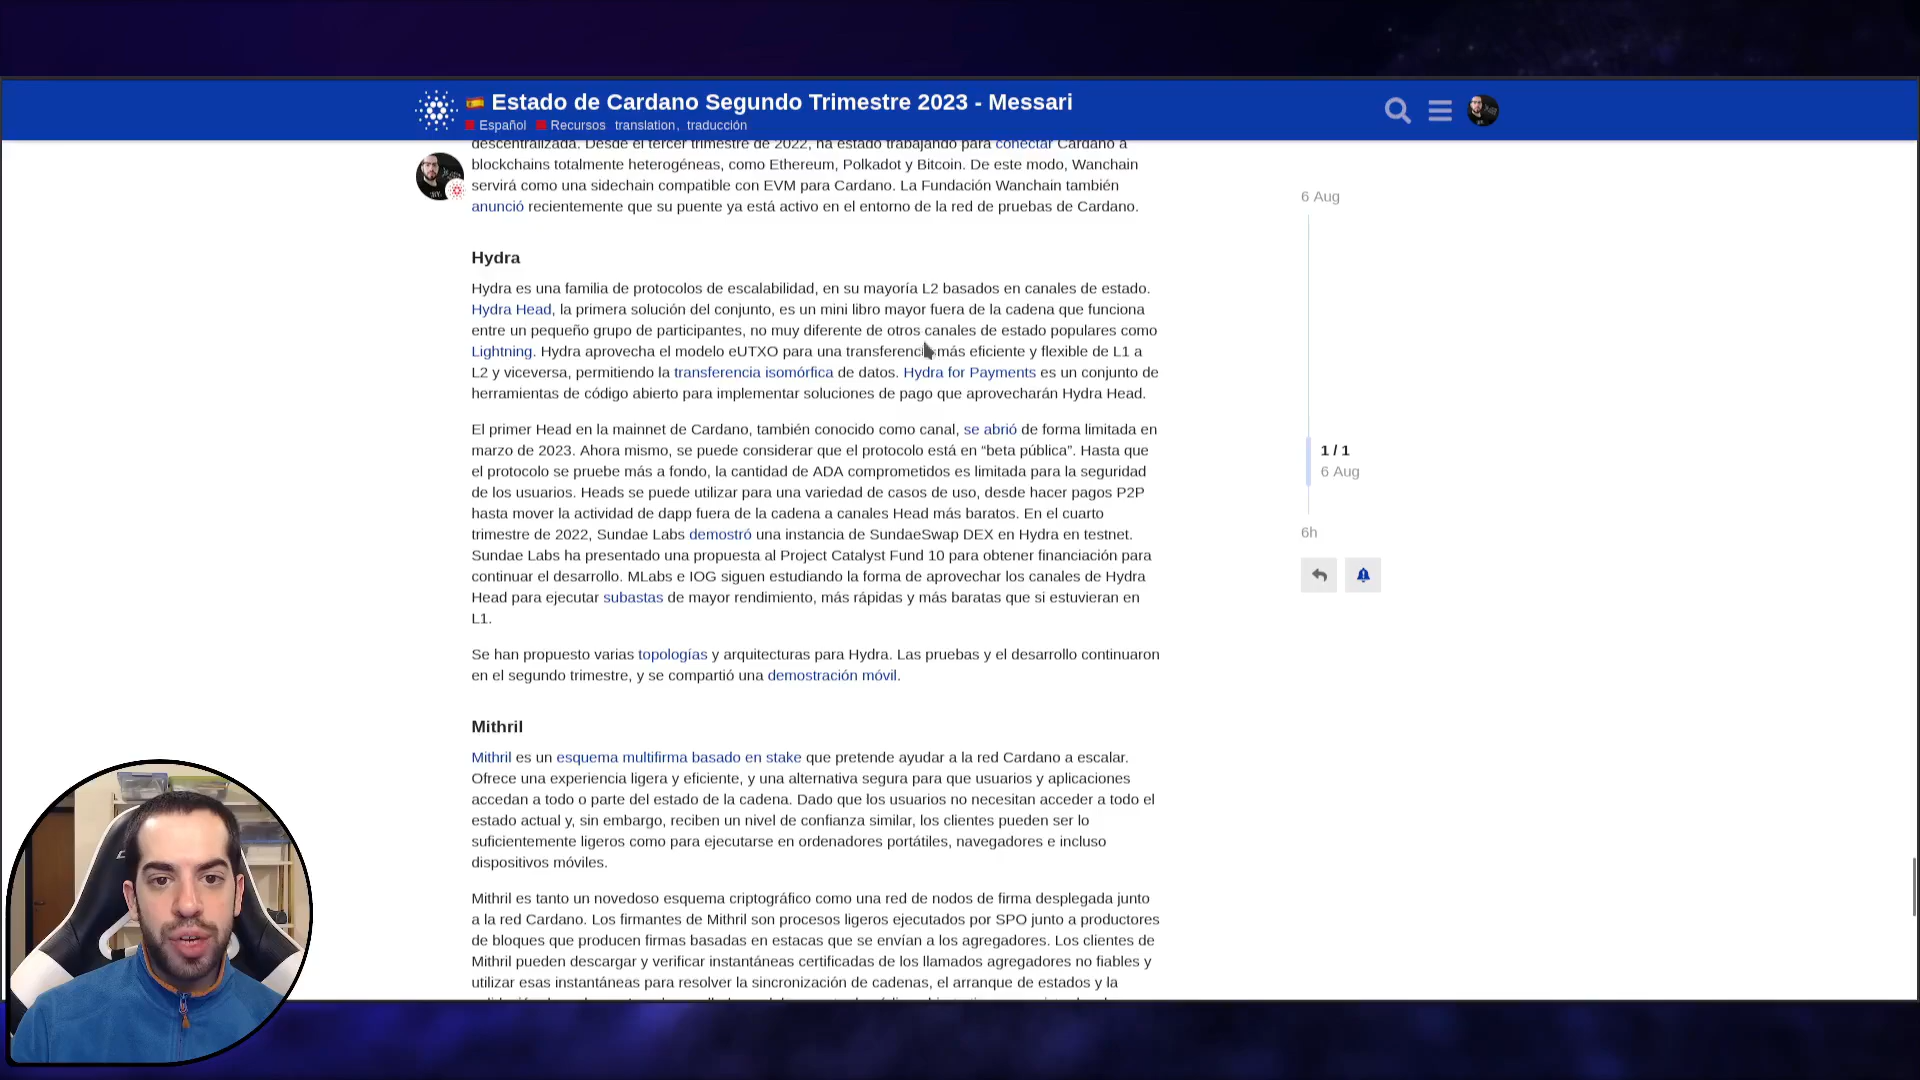 Estado de Cardano Segundo Trimestre 2023 - Messari
Español Recursos translation, traducción
descentralizada. Desde el tercer trimestre de 2022, ha estado trabajando para conectar Cardano a
blockchains totalmente heterogéneas, como Ethereum, Polkadot y Bitcoin. De este modo, Wanchain
servirá como una sidechain compatible con EVM para Cardano. La Fundación Wanchain también
anunció recientemente que su puente ya está activo en el entorno de la red de pruebas de Cardano.
Hydra
Hydra es una familia de protocolos de escalabilidad, en su mayoría L2 basados en canales de estado.
Hydra Head, la primera solución del conjunto, es un mini libro mayor fuera de la cadena que funciona
entre un pequeño grupo de participantes, no muy diferente de otros canales de estado populares como
Lightning. Hydra aprovecha el modelo eUTXO para una transferencia más eficiente y flexible de L1 a
L2 y viceversa, permitiendo la transferencia isomórfica de datos. Hydra for Payments es un conjunto de
herramientas de código abierto para implementar soluciones de pago que aprovecharán Hydra Head.
El primer Head en la mainnet de Cardano, también conocido como canal, se abrió de forma limitada en
marzo de 2023. Ahora mismo, se puede considerar que el protocolo está en “beta pública”. Hasta que
el protocolo se pruebe más a fondo, la cantidad de ADA comprometidos es limitada para la seguridad
de los usuarios. Heads se puede utilizar para una variedad de casos de uso, desde hacer pagos P2P
hasta mover la actividad de dapp fuera de la cadena a canales Head más baratos. En el cuarto
trimestre de 2022, Sundae Labs demostró una instancia de SundaeSwap DEX en Hydra en testnet.
Sundae Labs ha presentado una propuesta al Project Catalyst Fund 10 para obtener financiación para
continuar el desarrollo. MLabs e IOG siguen estudiando la forma de aprovechar los canales de Hydra
Head para ejecutar subastas de mayor rendimiento, más rápidas y más baratas que si estuvieran en
L1.
Se han propuesto varias topologías y arquitecturas para Hydra. Las pruebas y el desarrollo continuaron
en el segundo trimestre, y se compartió una demostración móvil.
Mithril
Mithril es un esquema multifirma basado en stake que pretende ayudar a la red Cardano a escalar.
Ofrece una experiencia ligera y eficiente, y una alternativa segura para que usuarios y aplicaciones
accedan a todo o parte del estado de la cadena. Dado que los usuarios no necesitan acceder a todo el
estado actual y, sin embargo, reciben un nivel de confianza similar, los clientes pueden ser lo
suficientemente ligeros como para ejecutarse en ordenadores portátiles, navegadores e incluso
dispositivos móviles.
Mithril es tanto un novedoso esquema criptográfico como una red de nodos de firma desplegada junto
a la red Cardano. Los firmantes de Mithril son procesos ligeros ejecutados por SPO junto a productores
de bloques que producen firmas basadas en estacas que se envían a los agregadores. Los clientes de
Mithril pueden descargar y verificar instantáneas certificadas de los llamados agregadores no fiables y
utilizar esas instantáneas para resolver la sincronización de cadenas, el arranque de estados y la
6 Aug
1 / 1
6 Aug
6h